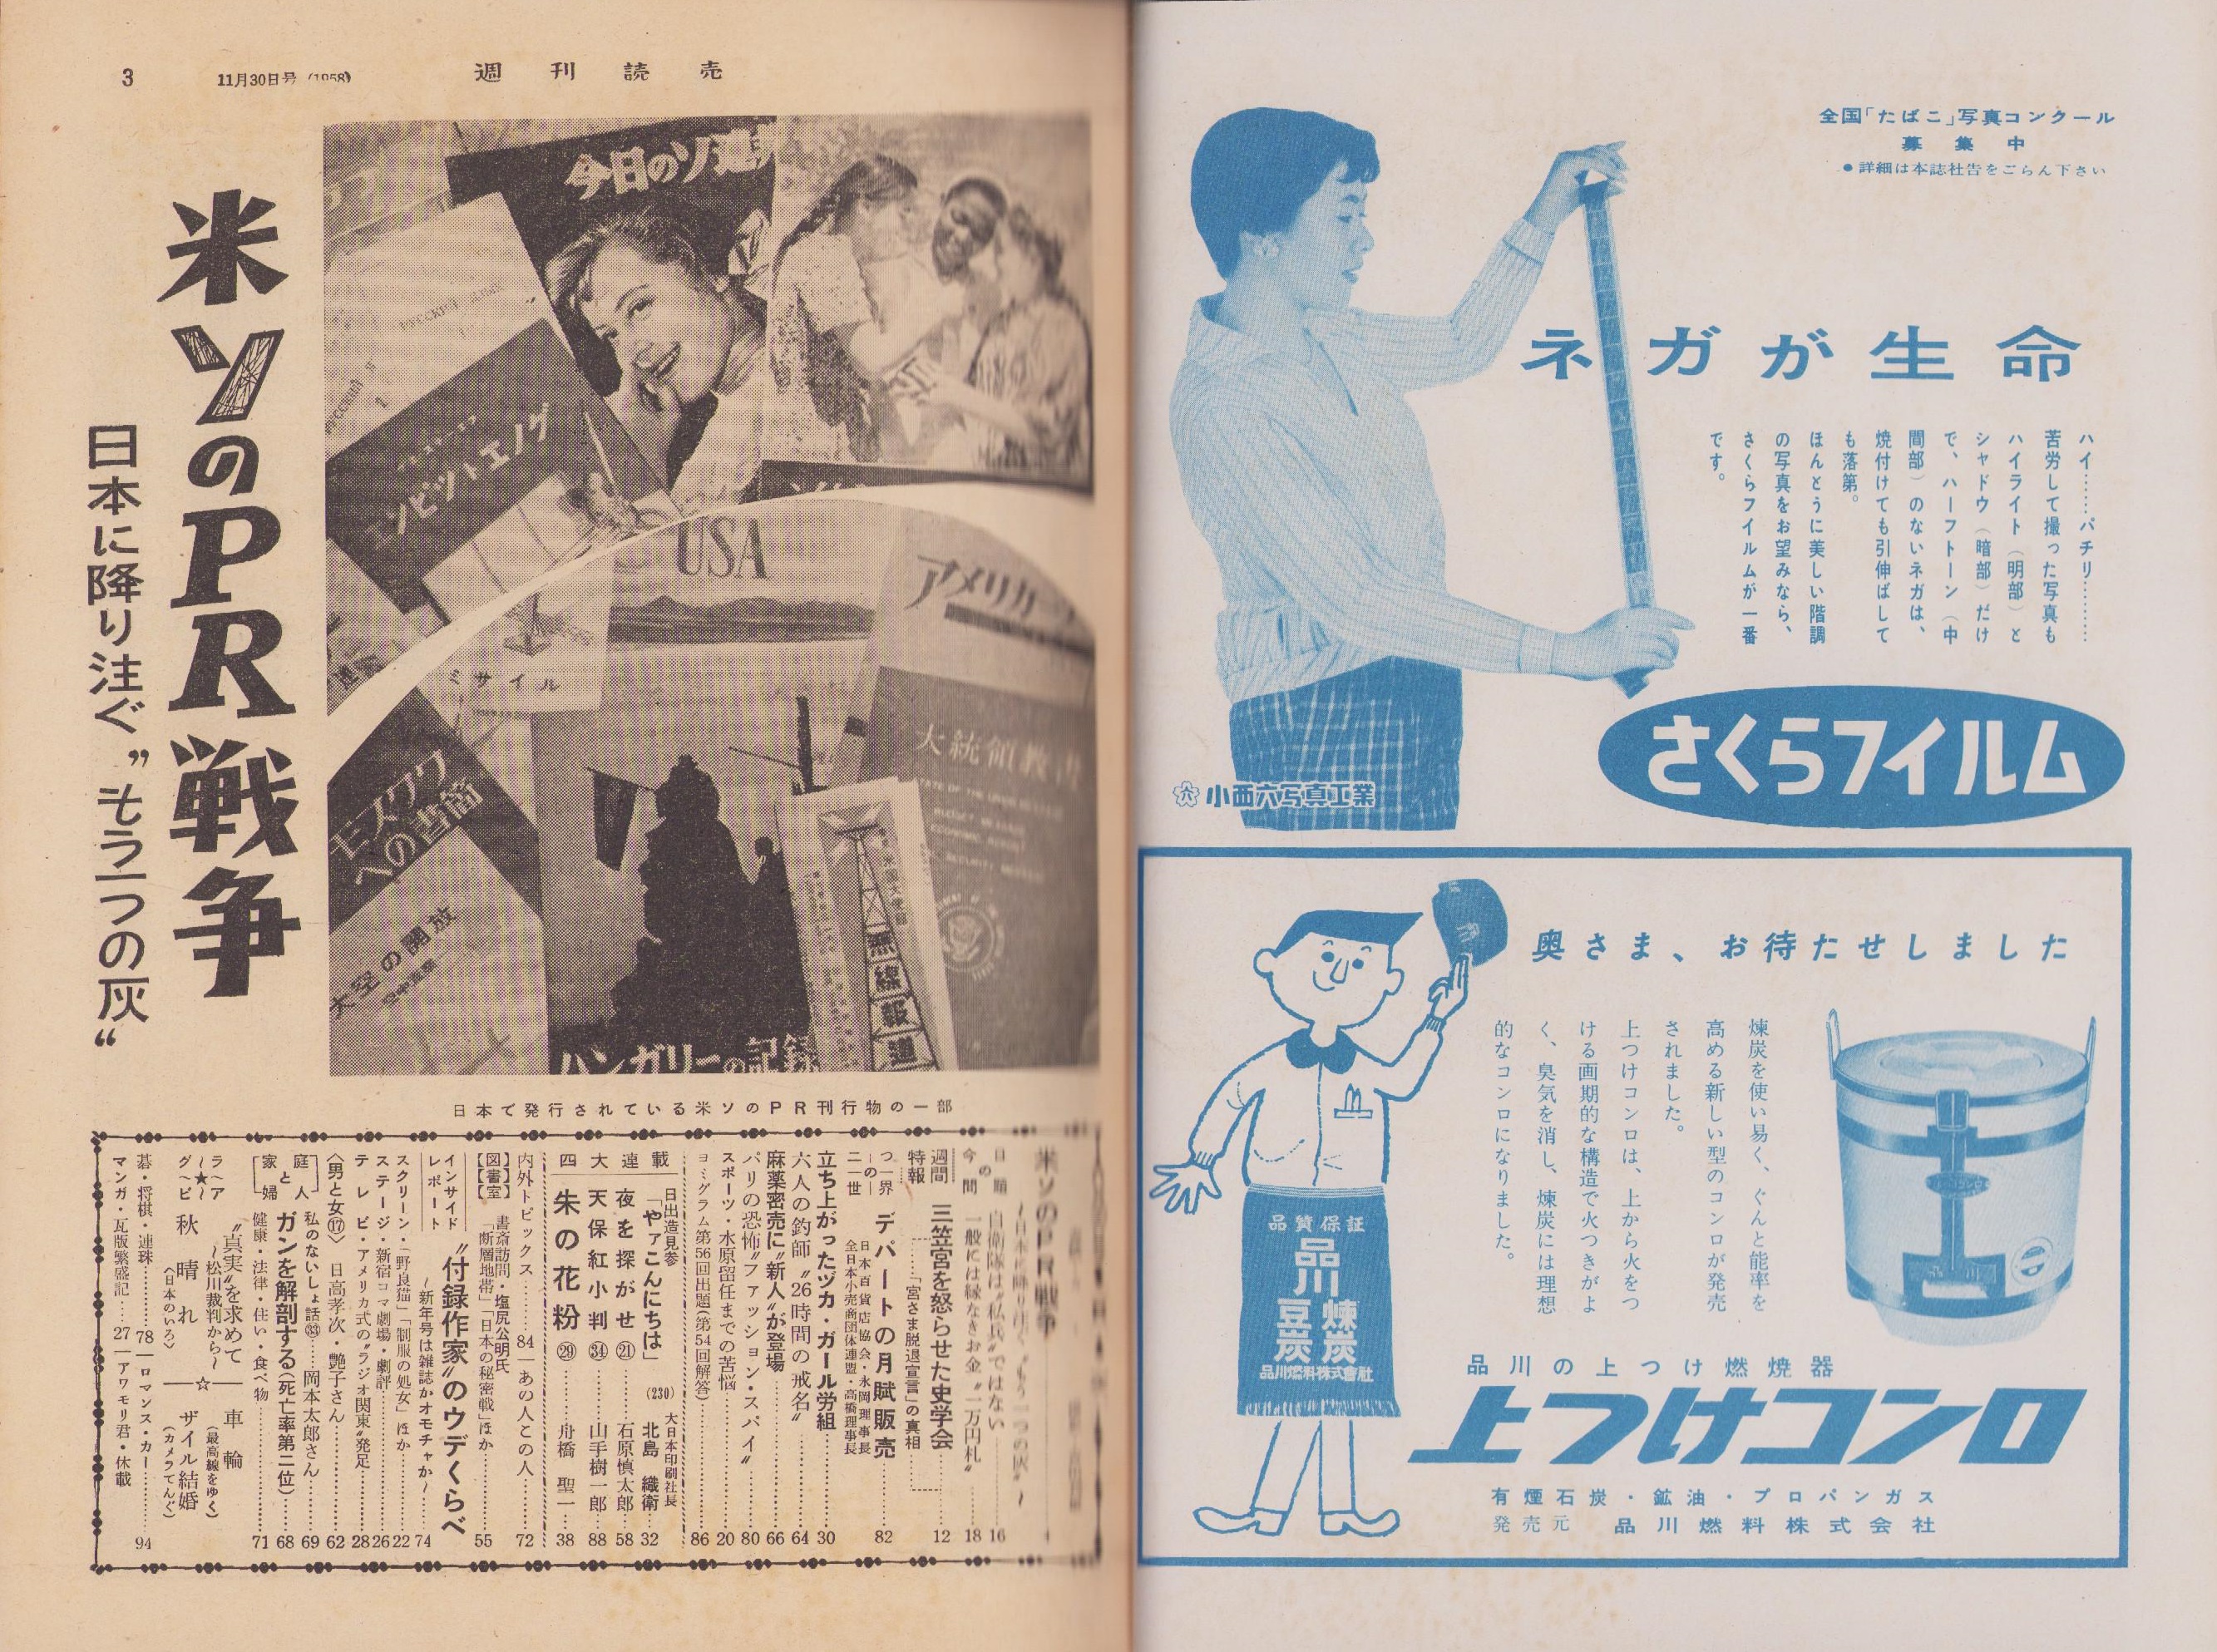 全国「たばこ」写真コンクール
募集中
●詳細は本誌社告をごらん下さい
ネガが生命
ハイ……パチリ………
苦労して撮った写真も
ハイライト（明部）と
シャドウ（暗部）だけ
で、ハーフトーン（中
間部）のないネガは、
焼付けても引伸ばして
も落第。
ほんとうに美しい階調
の写真をお望みなら、
さくらフイルムが一番
です。
さくらフイルム
小西六写真工業
奥さま、お待たせしました
煉炭を使い易く、ぐんと能率を
高める新しい型のコンロが発売
されました。
上つけコンロは、上から火をつ
ける画期的な構造で火つきがよ
く、臭気を消し、煉炭には理想
的なコンロになりました。
品質保証
品川
煉炭
豆炭
品川燃料株式會社
品川の上つけ燃焼器
上つけコンロ
有煙石炭・鉱油・プロパンガス
発売元 品川燃料株式会社
3
11月30日号 (1958)
週刊読売
米ソのPR戦争
日本に降り注ぐ〝もう一つの灰〟
今日のソ連邦
USA
アメリカーナ
大統領教書
ミサイル
モスクワへの書簡
大空の開放
空中査察
ハンガリーの記録
無線報道
日本で発行されている米ソのPR刊行物の一部
米ソのPR戦争
今日の問題
自衛隊は〝私兵〟ではない……16
一般には縁なきお金〝一万円札〟……18
週間特報
三笠宮を怒らせた史学会……12
「宮さま脱退宣言」の真相
デパートの月賦販売……82
日本百貨店協会・水岡理事長
全日本小売商団体連盟・高橋理事長
立ち上がったヅカ・ガール労組……30
六人の釣師〝26時間の戒名〟……64
麻薬密売に〝新人〟が登場……66
パリの恐怖〝ファッション・スパイ〟……80
スポーツ・水原留任までの苦悩……20
ヨミグラム第56回出題(第54回解答)……86
四大連載
日出造見参
「やァこんにちは」 (230) 大日本印刷社長 北島織衛……32
夜を探がせ㉑……石原慎太郎……58
天保紅小判㉞……山手樹一郎……88
朱の花粉㉙……舟橋聖一……38
内外トピックス……84―あの人この人……72
【図書室】
書斎訪問・塩尻公明氏
「断層地帯」「日本の秘密戦」ほか……55
インサイドレポート
〝付録作家〟のウデくらべ
～新年号は雑誌かオモチャか～……74
スクリーン・「野良猫」「制服の処女」ほか……22
ステージ・新宿コマ劇場・劇評……26
テレビ・アメリカ式の〝ラジオ関東〟発足……28
〈男と女⑰〉 日高孝次・艶子さん……62
家庭と婦人
私のないしょ話㉝……岡本太郎さん……69
ガンを解剖する(死亡率第二位)……68
健康・法律・住い・食べ物……71
グラビア
〝真実〟を求めて
～松川裁判から～
秋晴れ
〈日本のいろ〉
車輪
(最高線をゆく)
ザイル結婚
(カメラてんぐ)
碁・将棋・連珠……78―ロマンス・カー……94
マンガ・瓦版繁盛記……27―アワモリ君・休載